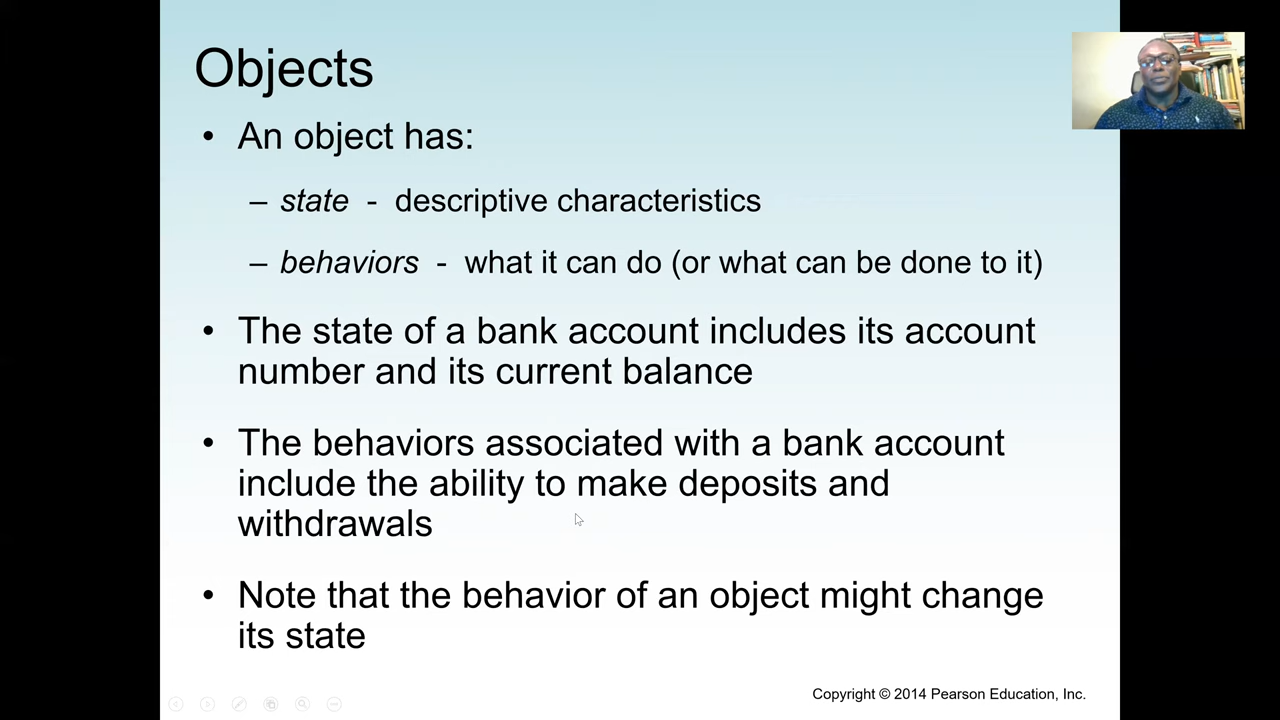 Objects
• An object has:
– state - descriptive characteristics
– behaviors - what it can do (or what can be done to it)
• The state of a bank account includes its account
number and its current balance
• The behaviors associated with a bank account
include the ability to make deposits and
withdrawals
• Note that the behavior of an object might change
its state
Copyright © 2014 Pearson Education, Inc.